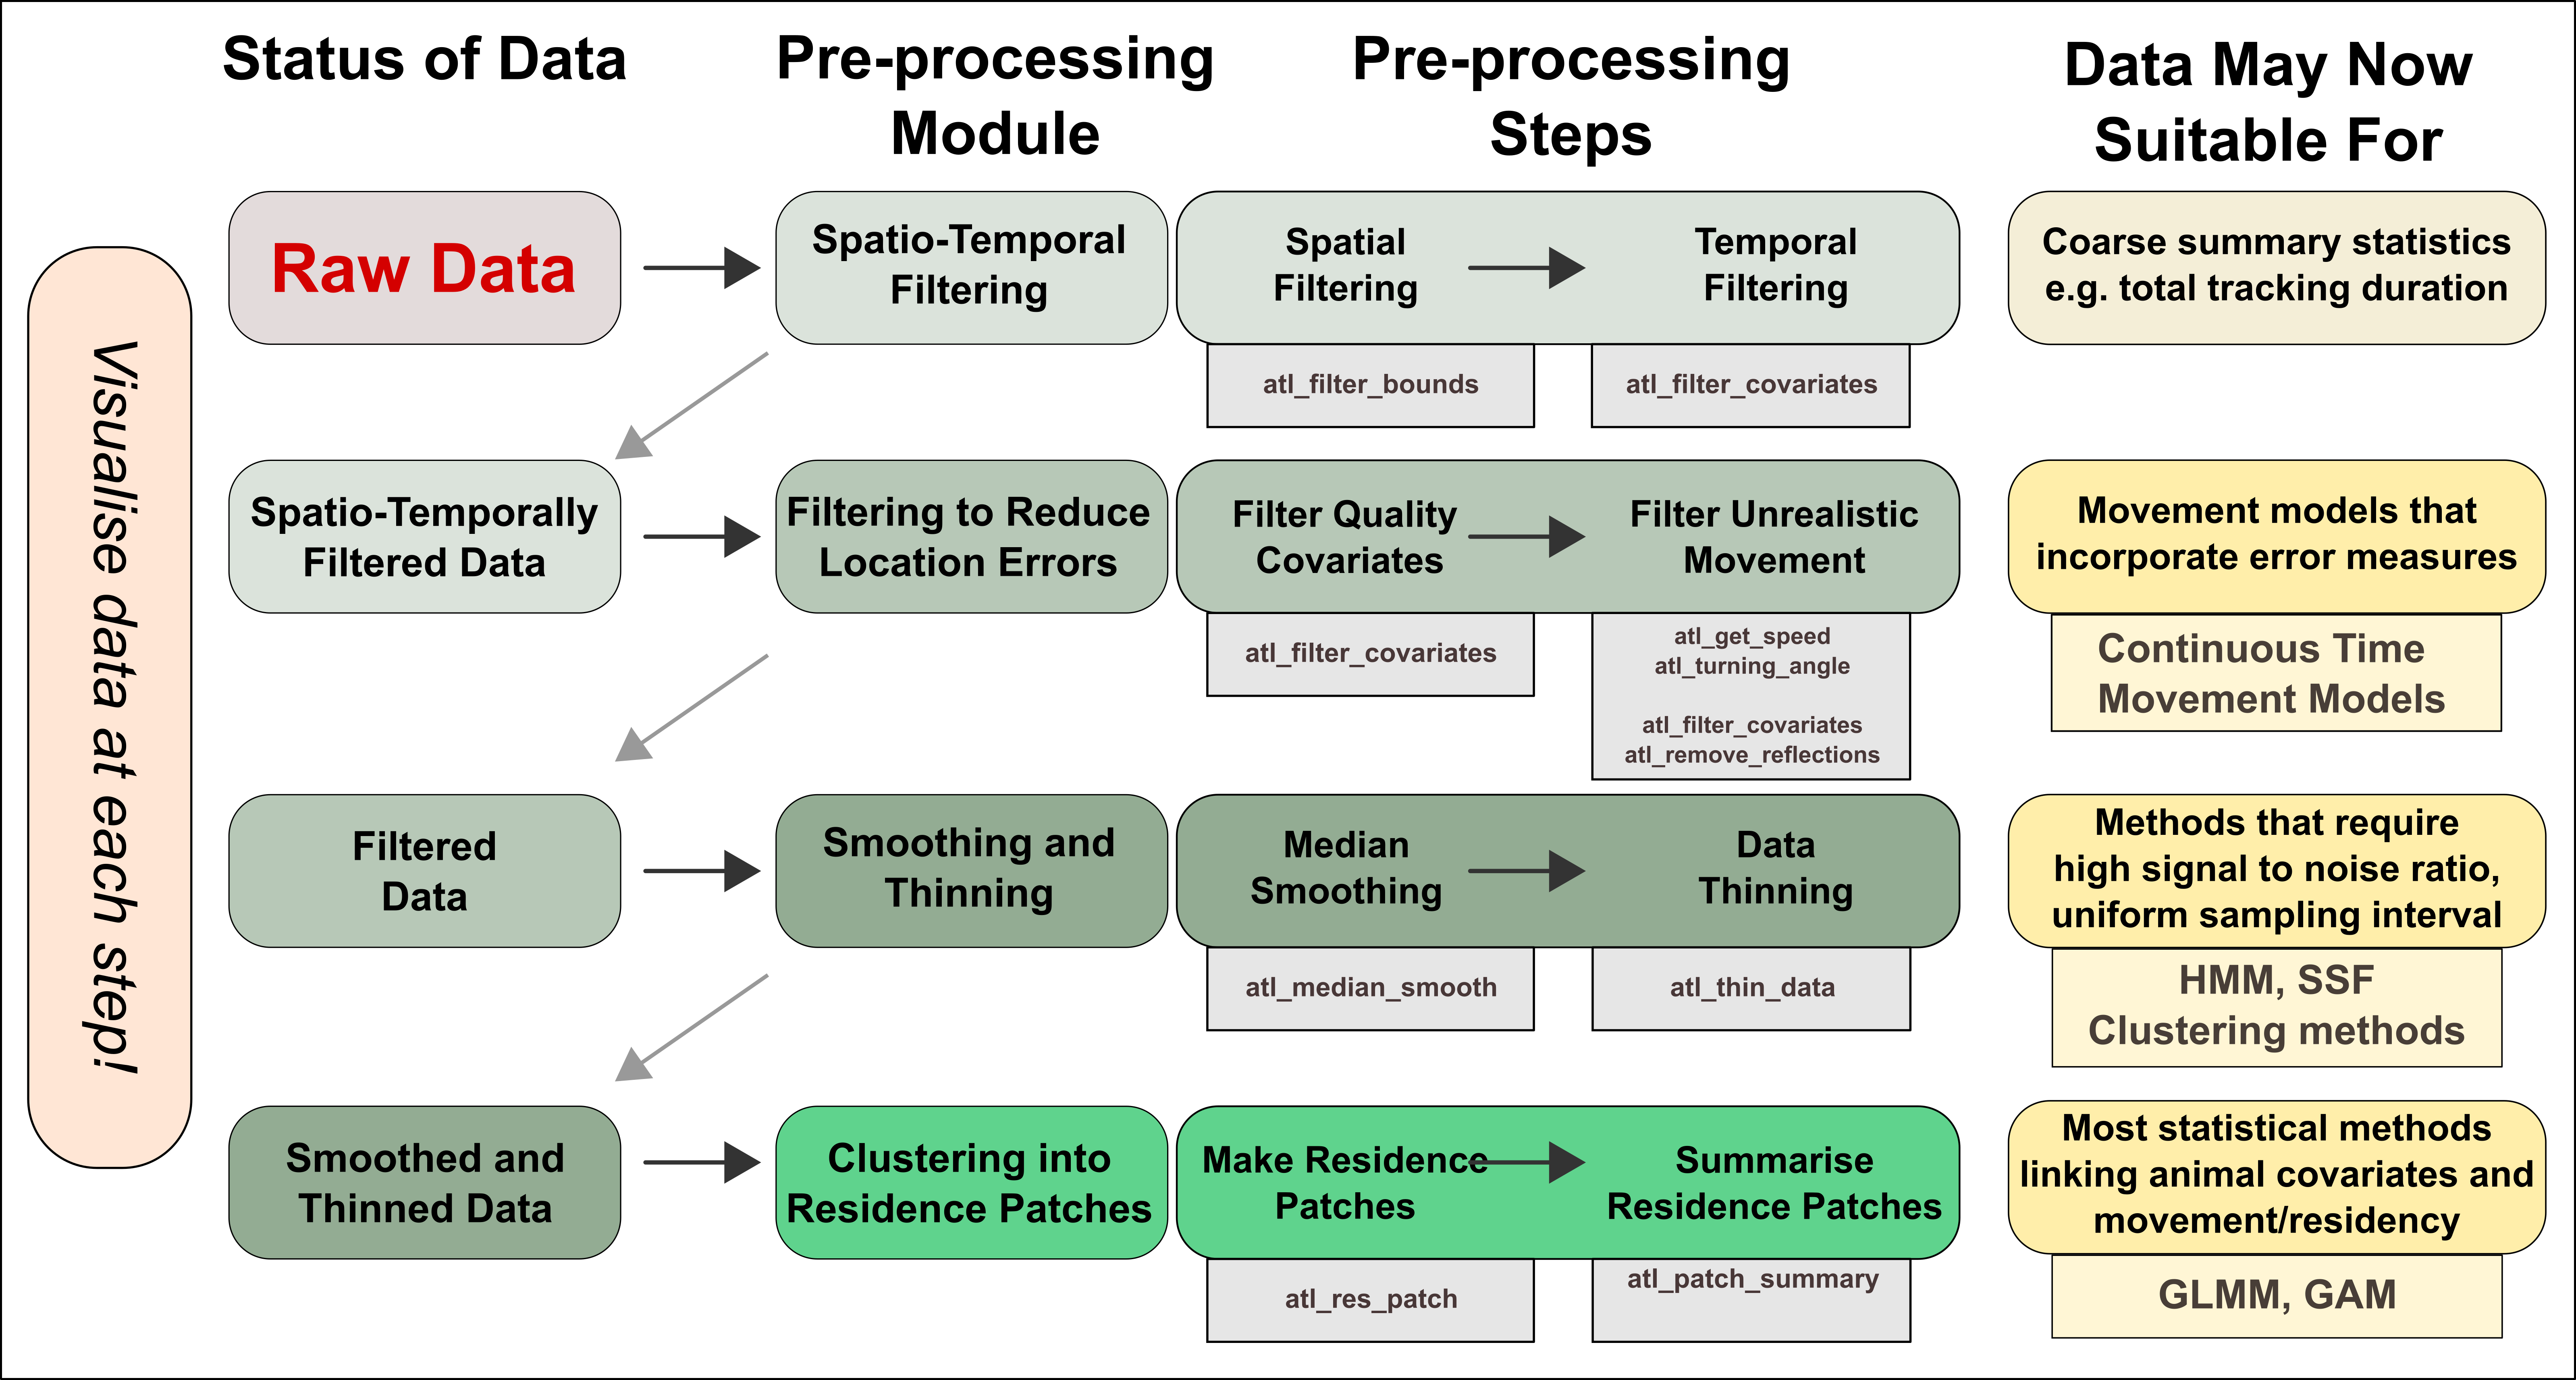 Status of Data
Pre-processing
Module
Pre-processing
Steps
Data May Now
Suitable For
Visualise data at each step!
Raw Data
Spatio-Temporal
Filtering
Spatial
Filtering
Temporal
Filtering
Coarse summary statistics
e.g. total tracking duration
atl_filter_bounds
atl_filter_covariates
Spatio-Temporally
Filtered Data
Filtering to Reduce
Location Errors
Filter Quality
Covariates
Filter Unrealistic
Movement
Movement models that
incorporate error measures
atl_filter_covariates
atl_get_speed
atl_turning_angle
atl_filter_covariates
atl_remove_reflections
Continuous Time
Movement Models
Filtered
Data
Smoothing and
Thinning
Median
Smoothing
Data
Thinning
Methods that require
high signal to noise ratio,
uniform sampling interval
atl_median_smooth
atl_thin_data
HMM, SSF
Clustering methods
Smoothed and
Thinned Data
Clustering into
Residence Patches
Make Residence
Patches
Summarise
Residence Patches
Most statistical methods
linking animal covariates and
movement/residency
atl_res_patch
atl_patch_summary
GLMM, GAM